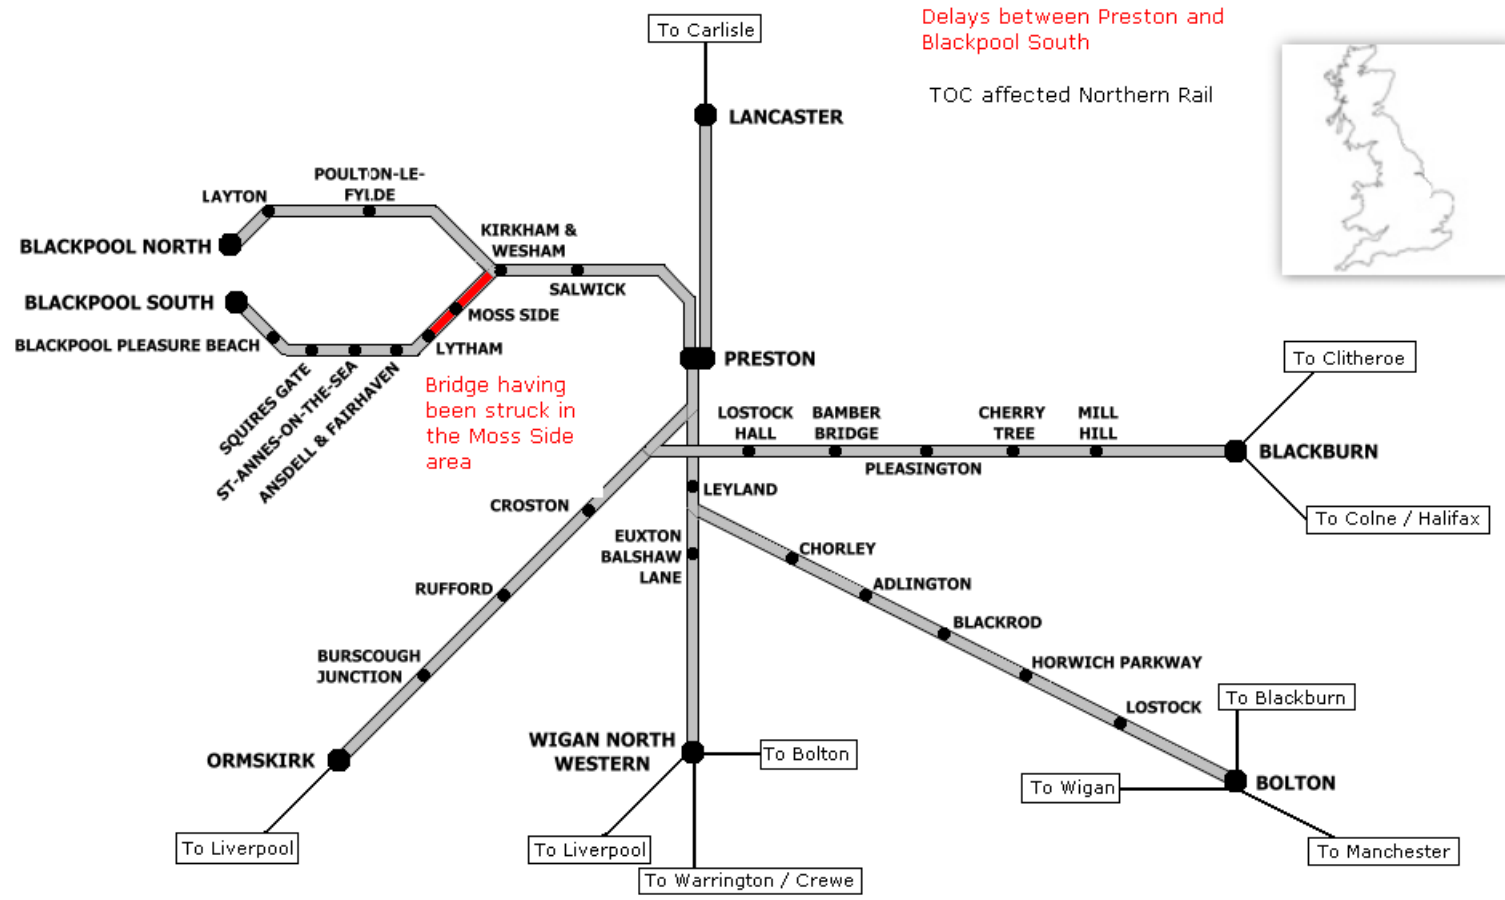 To Carlisle
Delays between Preston and
Blackpool South
TOC affected Northern Rail
LANCASTER
POULTON-LE-
FYLDE
LAYTON
KIRKHAM &
WESHAM
BLACKPOOL NORTH
SALWICK
BLACKPOOL SOUTH
MOSS SIDE
BLACKPOOL PLEASURE BEACH
LYTHAM
PRESTON
To Clitheroe
SQUIRES GATE
ST-ANNES-ON-THE-SEA
ANSDELL & FAIRHAVEN
Bridge having
been struck in
the Moss Side
area
LOSTOCK
HALL
BAMBER
BRIDGE
PLEASINGTON
CHERRY
TREE
MILL
HILL
BLACKBURN
To Colne / Halifax
LEYLAND
CROSTON
EUXTON
BALSHAW
LANE
CHORLEY
ADLINGTON
RUFFORD
BLACKROD
BURSCOUGH
JUNCTION
HORWICH PARKWAY
LOSTOCK
To Blackburn
ORMSKIRK
WIGAN NORTH
WESTERN
To Bolton
To Wigan
BOLTON
To Liverpool
To Liverpool
To Manchester
To Warrington / Crewe